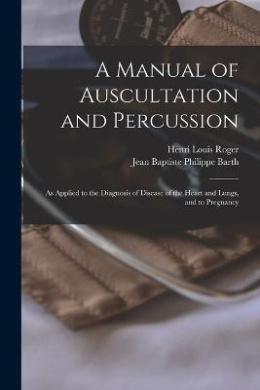 A Manual of
Auscultation
and Percussion
Henri Louis Roger
Jean Baptiste Philippe Barth
As Applied to the Diagnosis of Disease of the Heart and Lungs,
and to Pregnancy